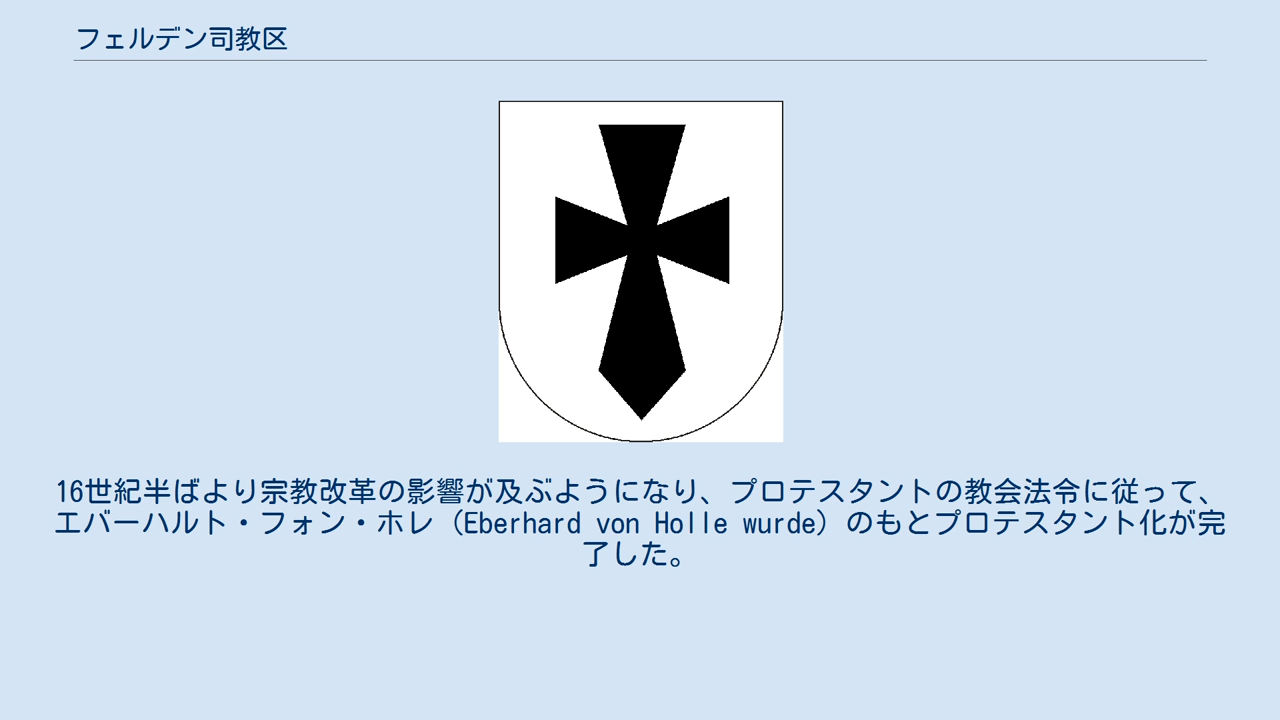 フェルデン司教区
16世紀半ばより宗教改革の影響が及ぶようになり、プロテスタントの教会法令に従って、
エバーハルト・フォン・ホレ（Eberhard von Holle wurde）のもとプロテスタント化が完
了した。